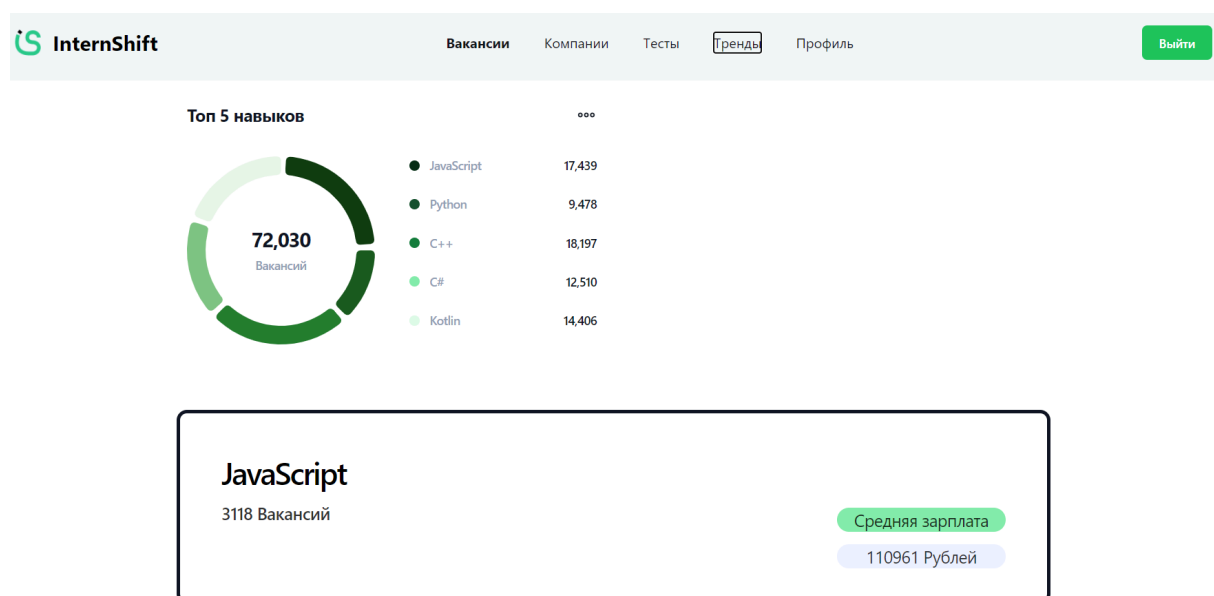 InternShift
Вакансии Компании Тесты Тренды Профиль
Выйти
Топ 5 навыков
72,030
Вакансий
JavaScript 17,439
Python 9,478
C++ 18,197
C# 12,510
Kotlin 14,406
JavaScript
3118 Вакансий
Средняя зарплата
110961 Рублей